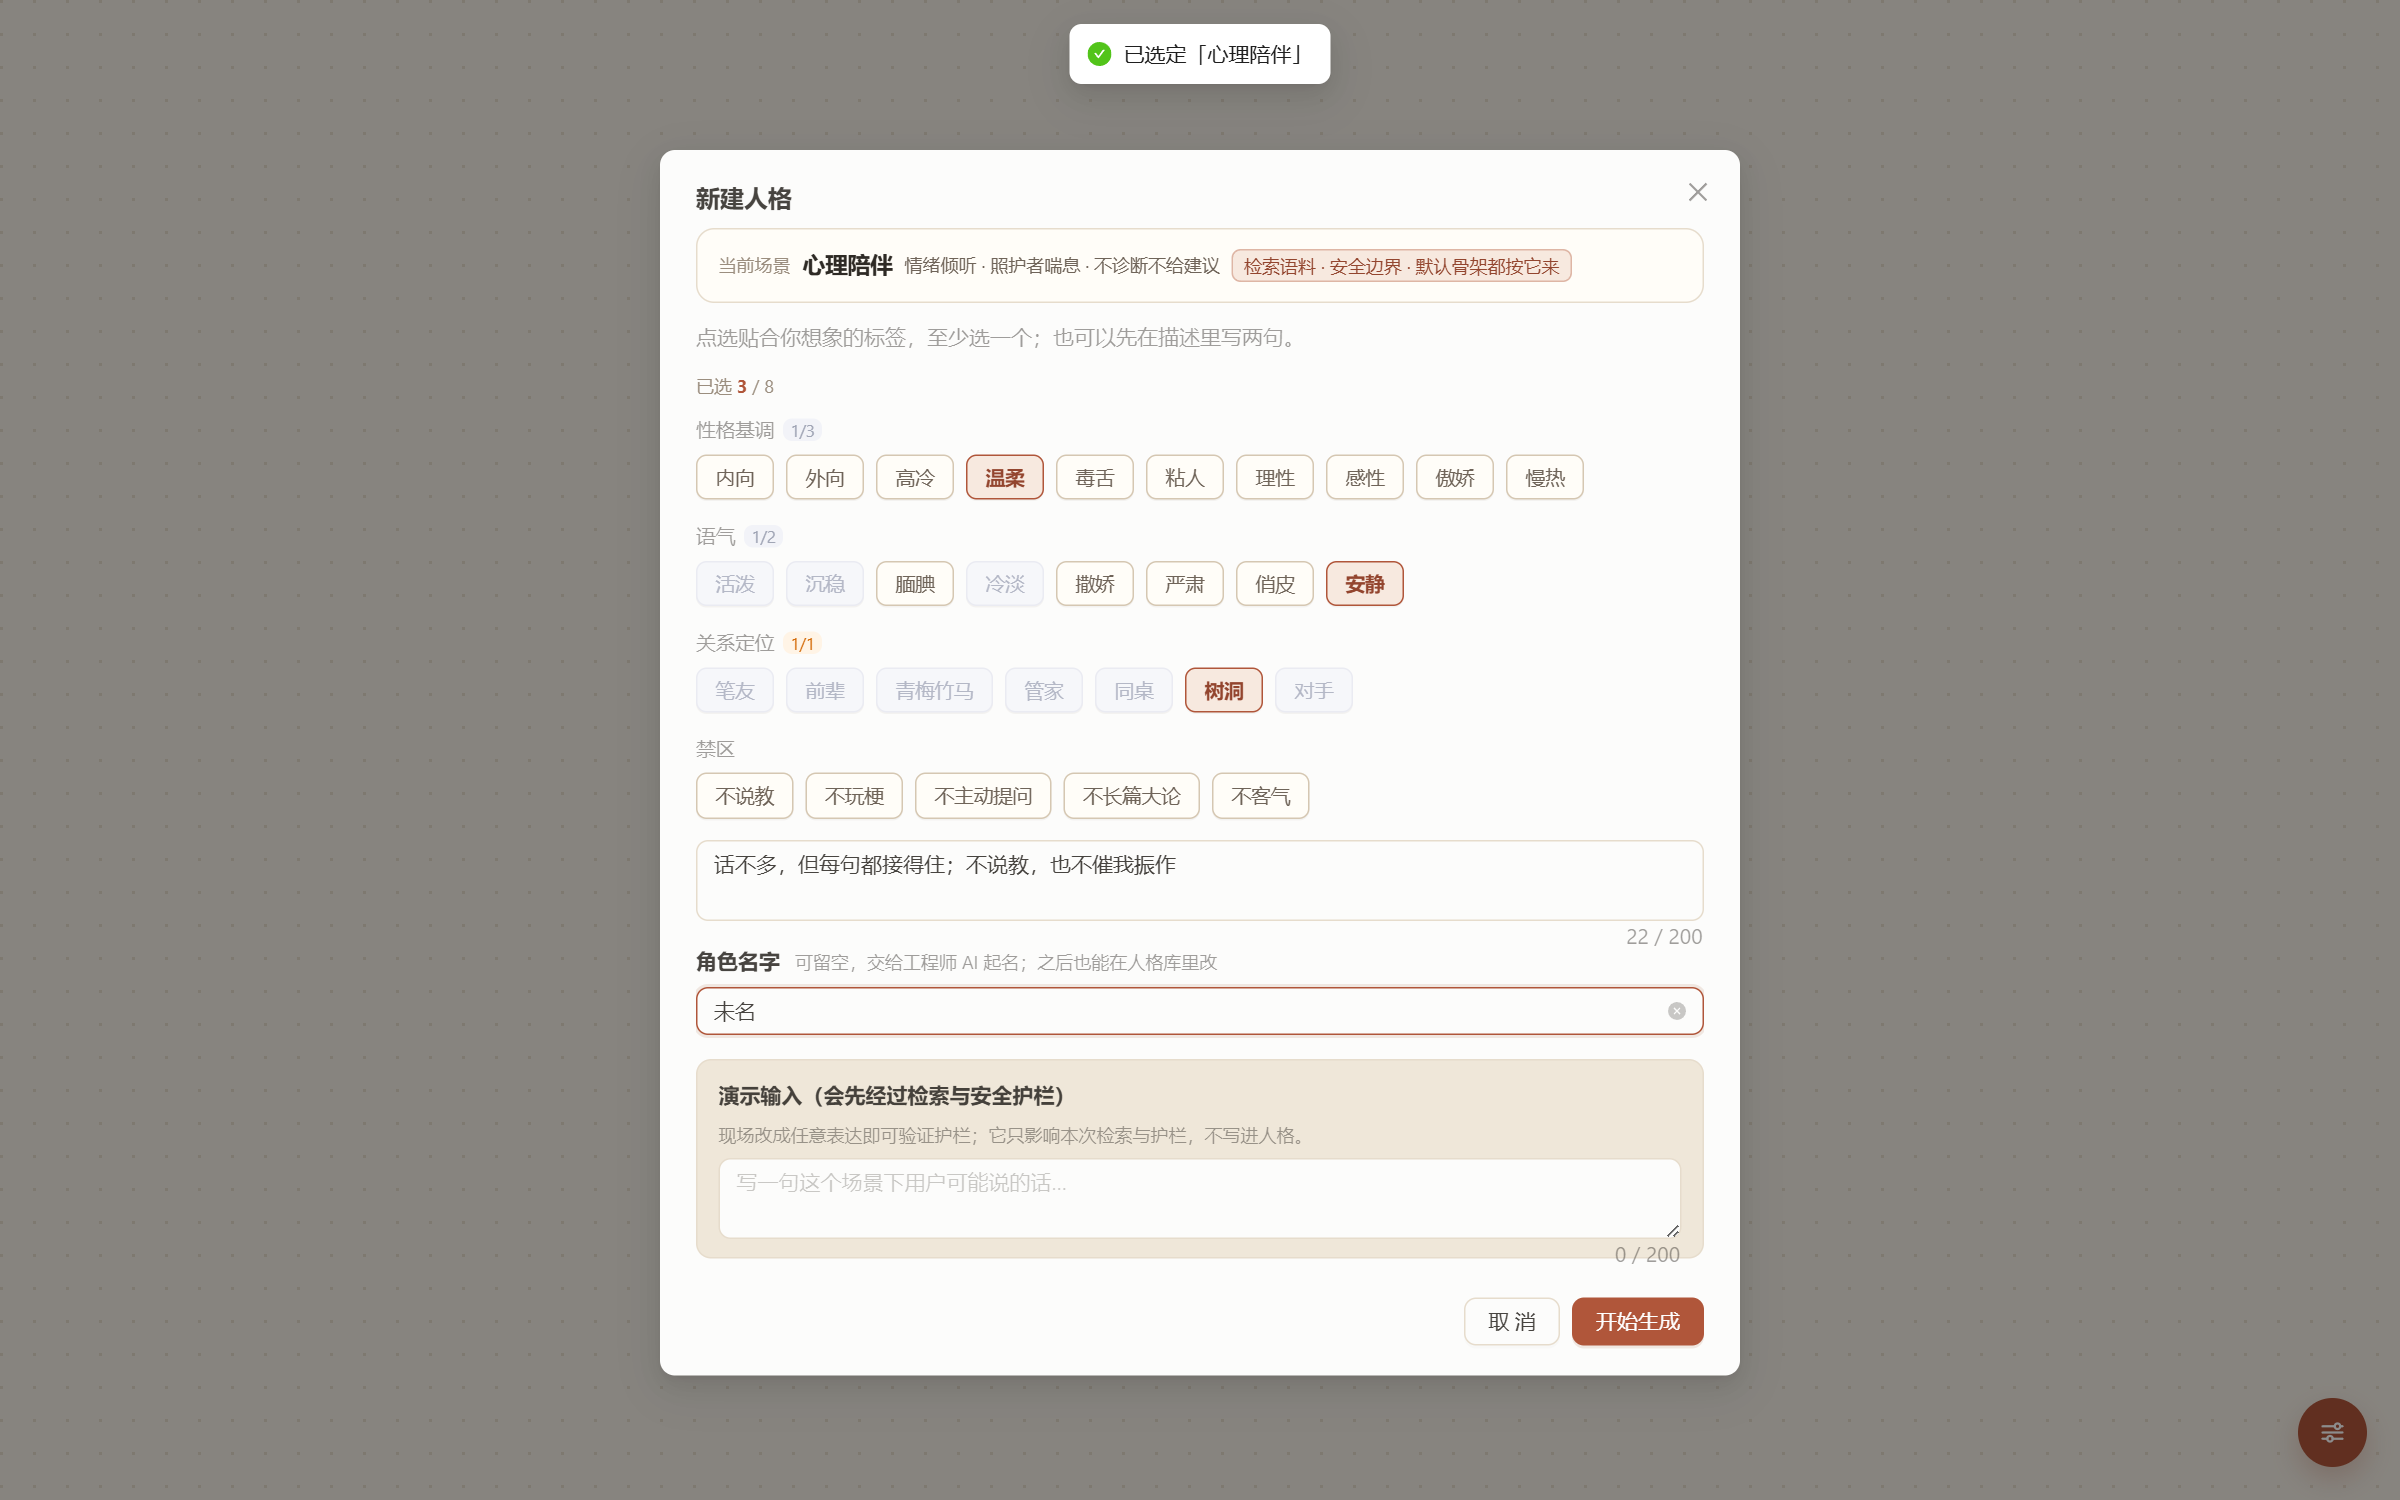 已选定「心理陪伴」
新建人格
当前场景 心理陪伴 情绪倾听 · 照护者喘息 · 不诊断不给建议 检索语料 · 安全边界 · 默认骨架都按它来
点选贴合你想象的标签，至少选一个；也可以先在描述里写两句。
已选 3 / 8
性格基调 1/3
内向 外向 高冷 温柔 毒舌 粘人 理性 感性 傲娇 慢热
语气 1/2
活泼 沉稳 腼腆 冷淡 撒娇 严肃 俏皮 安静
关系定位 1/1
笔友 前辈 青梅竹马 管家 同桌 树洞 对手
禁区
不说教 不玩梗 不主动提问 不长篇大论 不客气
话不多，但每句都接得住；不说教，也不催我振作
22 / 200
角色名字 可留空，交给工程师 AI 起名；之后也能在人格库里改
未名
演示输入（会先经过检索与安全护栏）
现场改成任意表达即可验证护栏；它只影响本次检索与护栏，不写进人格。
写一句这个场景下用户可能说的话...
0 / 200
取 消 开始生成